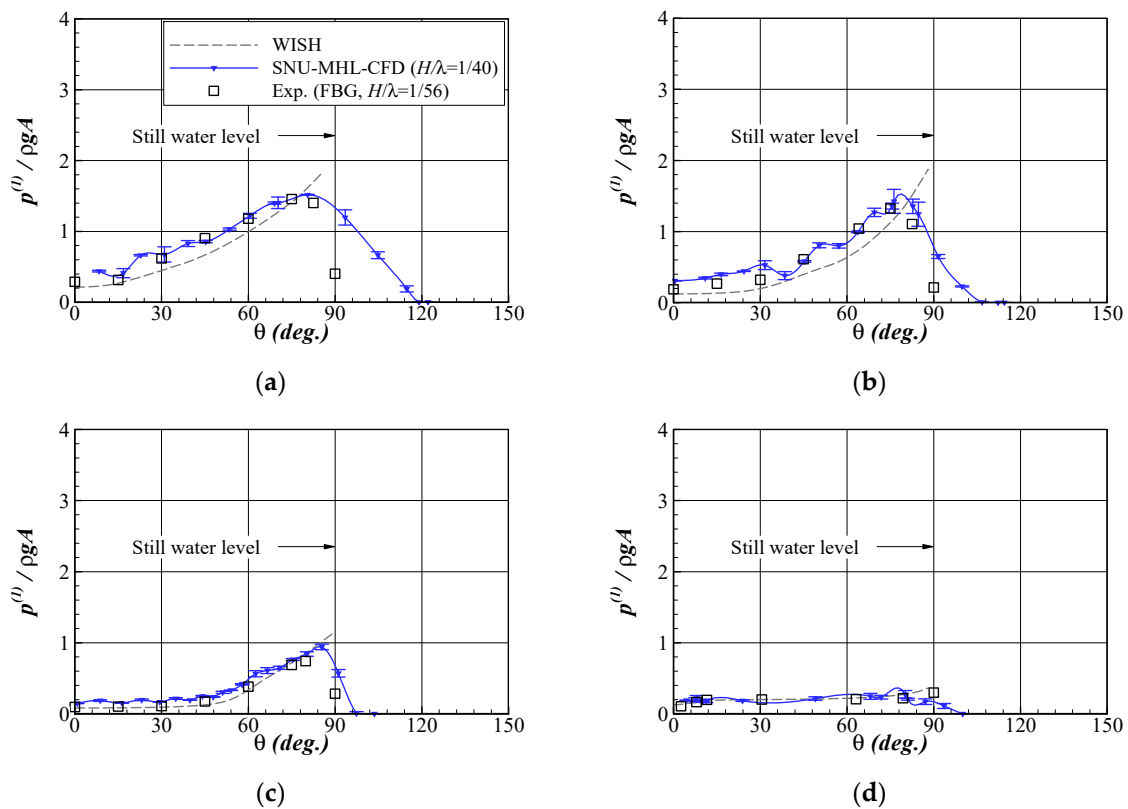 4
3
2
1
0
p⁽¹⁾ / ρgA
WISH
SNU-MHL-CFD (H/λ=1/40)
Exp. (FBG, H/λ=1/56)
Still water level
0 30 60 90 120 150
θ (deg.)
(a)
4
3
2
1
0
p⁽¹⁾ / ρgA
Still water level
0 30 60 90 120 150
θ (deg.)
(b)
4
3
2
1
0
p⁽¹⁾ / ρgA
Still water level
0 30 60 90 120 150
θ (deg.)
(c)
4
3
2
1
0
p⁽¹⁾ / ρgA
Still water level
0 30 60 90 120 150
θ (deg.)
(d)